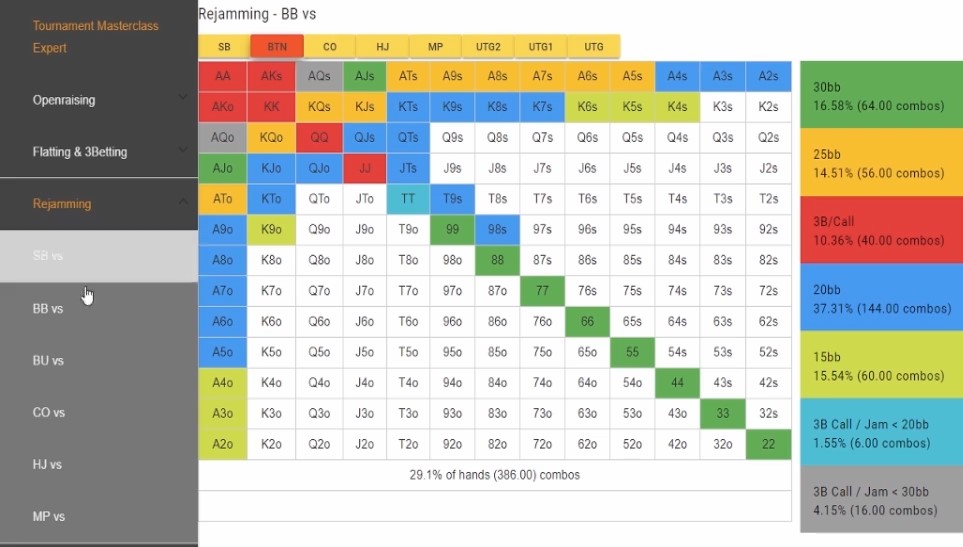 Tournament Masterclass
Expert
Openraising
Flatting & 3Betting
Rejamming
SB vs
BB vs
BU vs
CO vs
HJ vs
MP vs
Rejamming - BB vs
SB BTN CO HJ MP UTG2 UTG1 UTG
AA AKs AQs AJs ATs A9s A8s A7s A6s A5s A4s A3s A2s
AKo KK KQs KJs KTs K9s K8s K7s K6s K5s K4s K3s K2s
AQo KQo QQ QJs QTs Q9s Q8s Q7s Q6s Q5s Q4s Q3s Q2s
AJo KJo QJo JJ JTs J9s J8s J7s J6s J5s J4s J3s J2s
ATo KTo QTo JTo TT T9s T8s T7s T6s T5s T4s T3s T2s
A9o K9o Q9o J9o T9o 99 98s 97s 96s 95s 94s 93s 92s
A8o K8o Q8o J8o T8o 98o 88 87s 86s 85s 84s 83s 82s
A7o K7o Q7o J7o T7o 97o 87o 77 76s 75s 74s 73s 72s
A6o K6o Q6o J6o T6o 96o 86o 76o 66 65s 64s 63s 62s
A5o K5o Q5o J5o T5o 95o 85o 75o 65o 55 54s 53s 52s
A4o K4o Q4o J4o T4o 94o 84o 74o 64o 54o 44 43s 42s
A3o K3o Q3o J3o T3o 93o 83o 73o 63o 53o 43o 33 32s
A2o K2o Q2o J2o T2o 92o 82o 72o 62o 52o 42o 32o 22
29.1% of hands (386.00) combos
30bb
16.58% (64.00 combos)
25bb
14.51% (56.00 combos)
3B/Call
10.36% (40.00 combos)
20bb
37.31% (144.00 combos)
15bb
15.54% (60.00 combos)
3B Call / Jam < 20bb
1.55% (6.00 combos)
3B Call / Jam < 30bb
4.15% (16.00 combos)